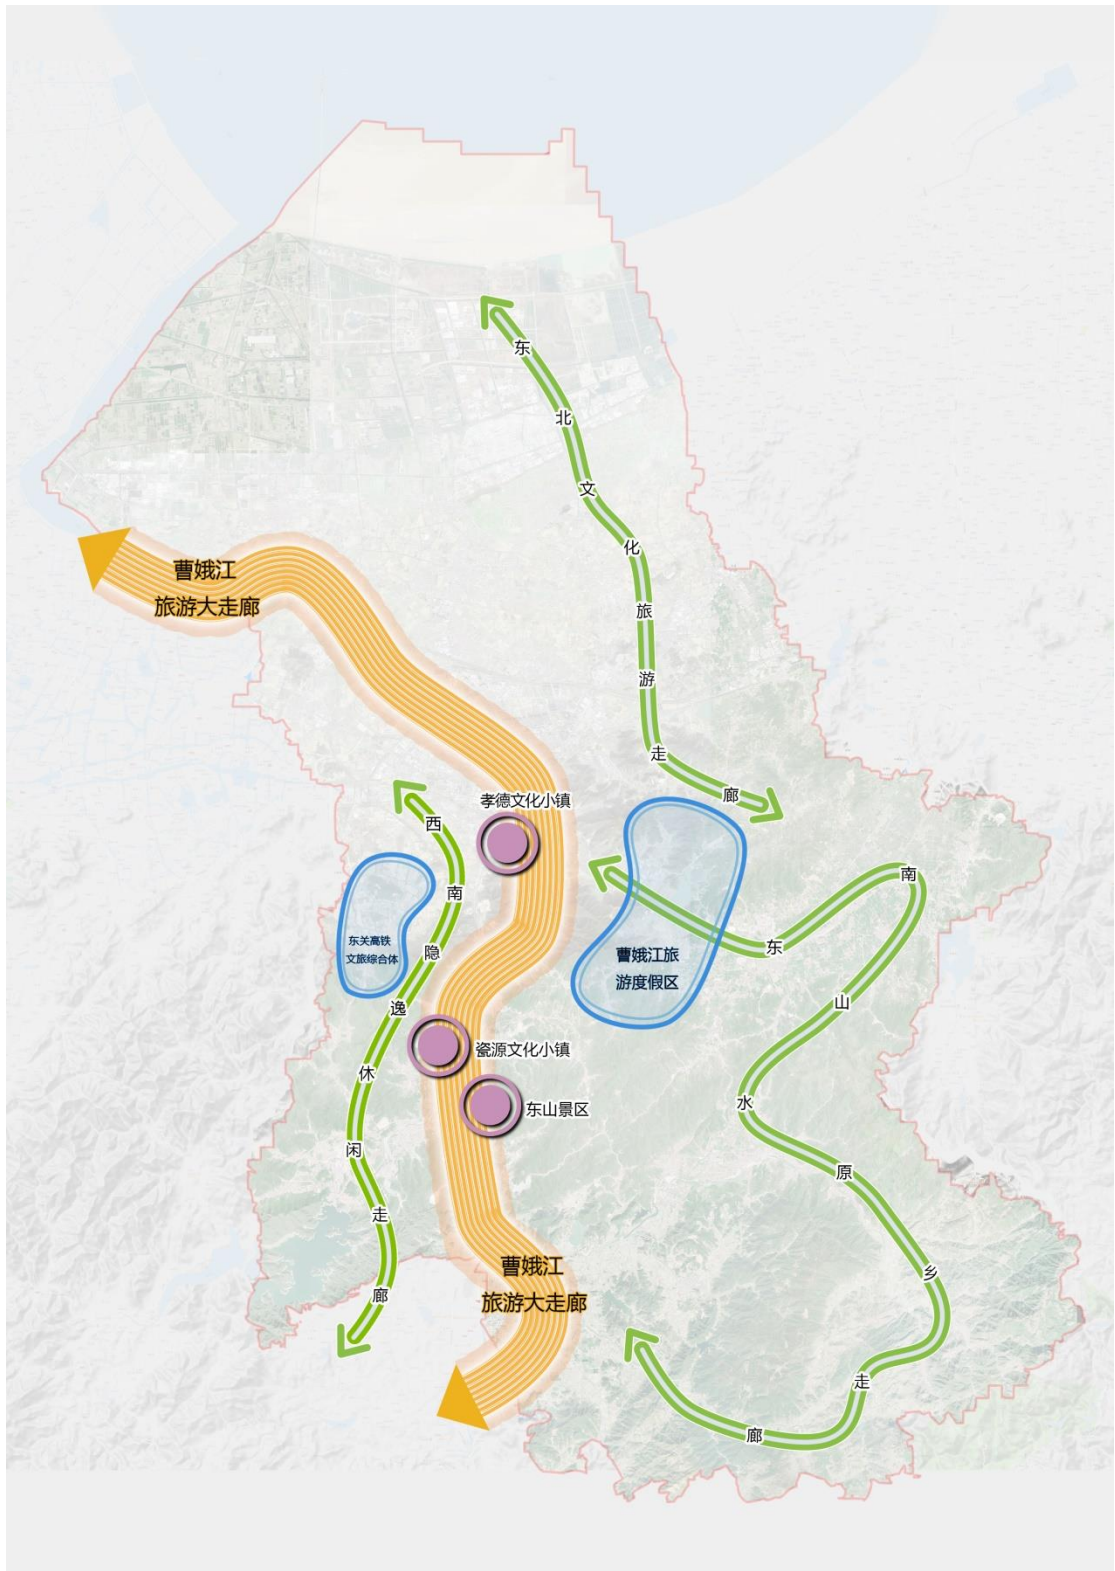 东北文化旅游走廊
曹娥江
旅游大走廊
孝德文化小镇
西南隐逸休闲走廊
东关高铁
文旅综合体
曹娥江旅
游度假区
东南山水原乡走廊
瓷源文化小镇
东山景区
曹娥江
旅游大走廊